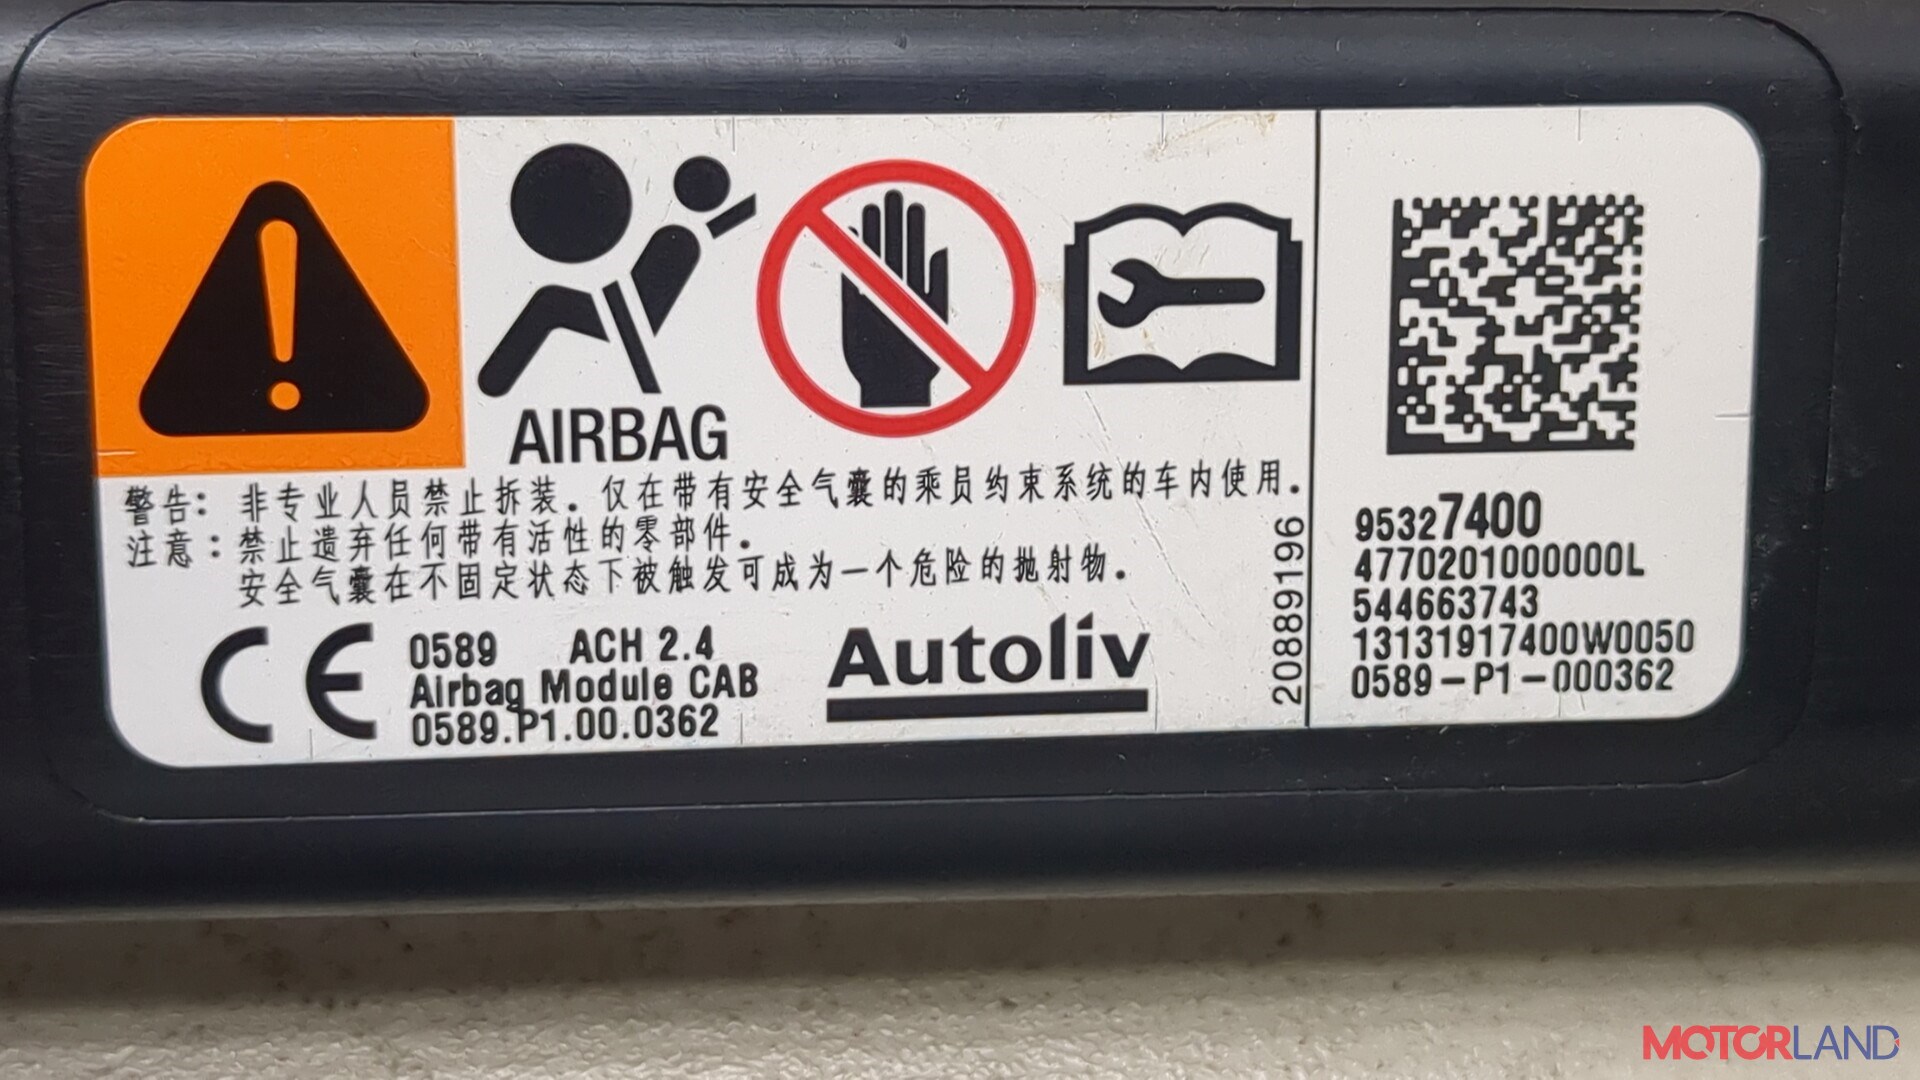 AIRBAG
警告：非专业人员禁止拆装。仅在带有安全气囊的乘员约束系统的车内使用。
注意：禁止遗弃任何带有活性的零部件。
安全气囊在不固定状态下被触发可成为一个危险的抛射物。
CE
0589 ACH 2.4
Airbag Module CAB
0589.P1.00.0362
Autoliv
208891196
95327400
4770201000000L
544663743
13131917400W0050
0589-P1-000362
MOTORLAND